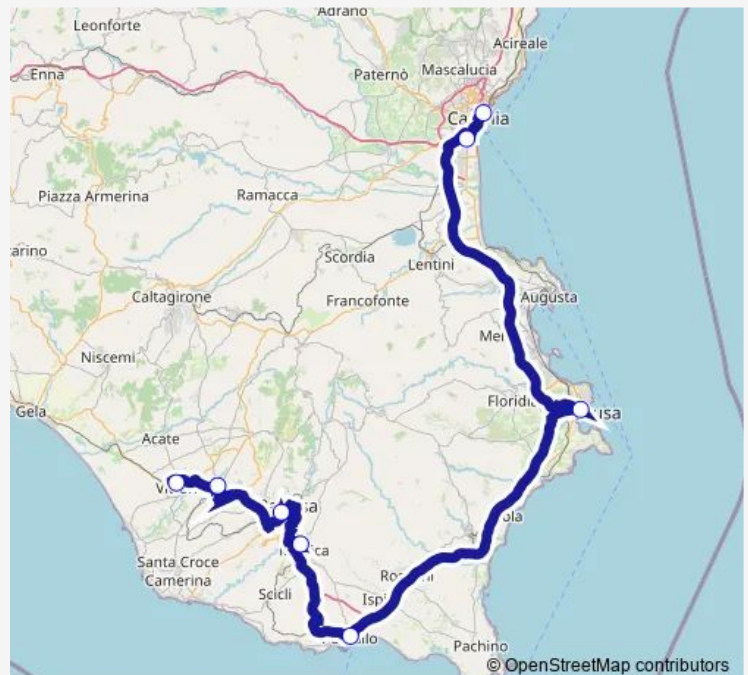 Adrano
Leonforte
Acireale
Enna
Paternò
Mascalucia
Piazza Armerina
Ramacca
Scordia
Lentini
Caltagirone
Francofonte
Augusta
Niscemi
Gela
Acate
Santa Croce
Camerina
Scicli
Pachino
© OpenStreetMap contributors